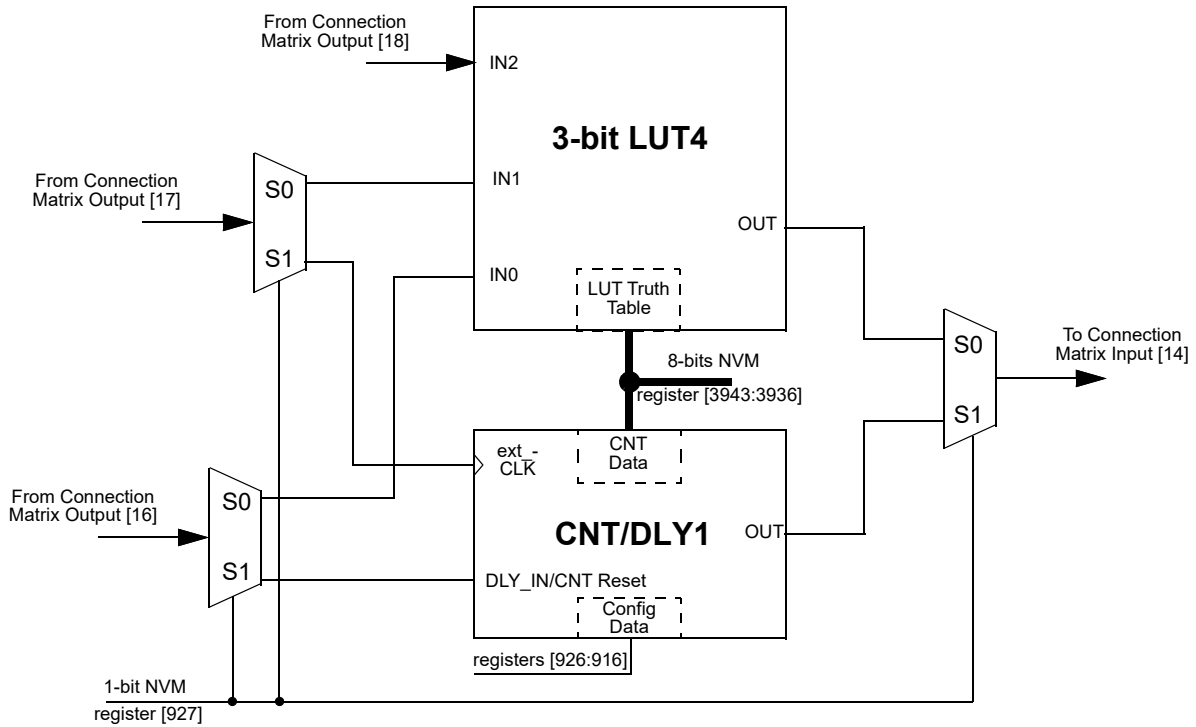 From Connection
Matrix Output [18]
IN2
3-bit LUT4
From Connection
Matrix Output [17]
S0
IN1
S1
OUT
IN0
LUT Truth
Table
8-bits NVM
register [3943:3936]
S0
To Connection
Matrix Input [14]
S1
ext_-
CLK
CNT
Data
From Connection
Matrix Output [16]
S0
CNT/DLY1
OUT
S1
DLY_IN/CNT Reset
Config
Data
registers [926:916]
1-bit NVM
register [927]